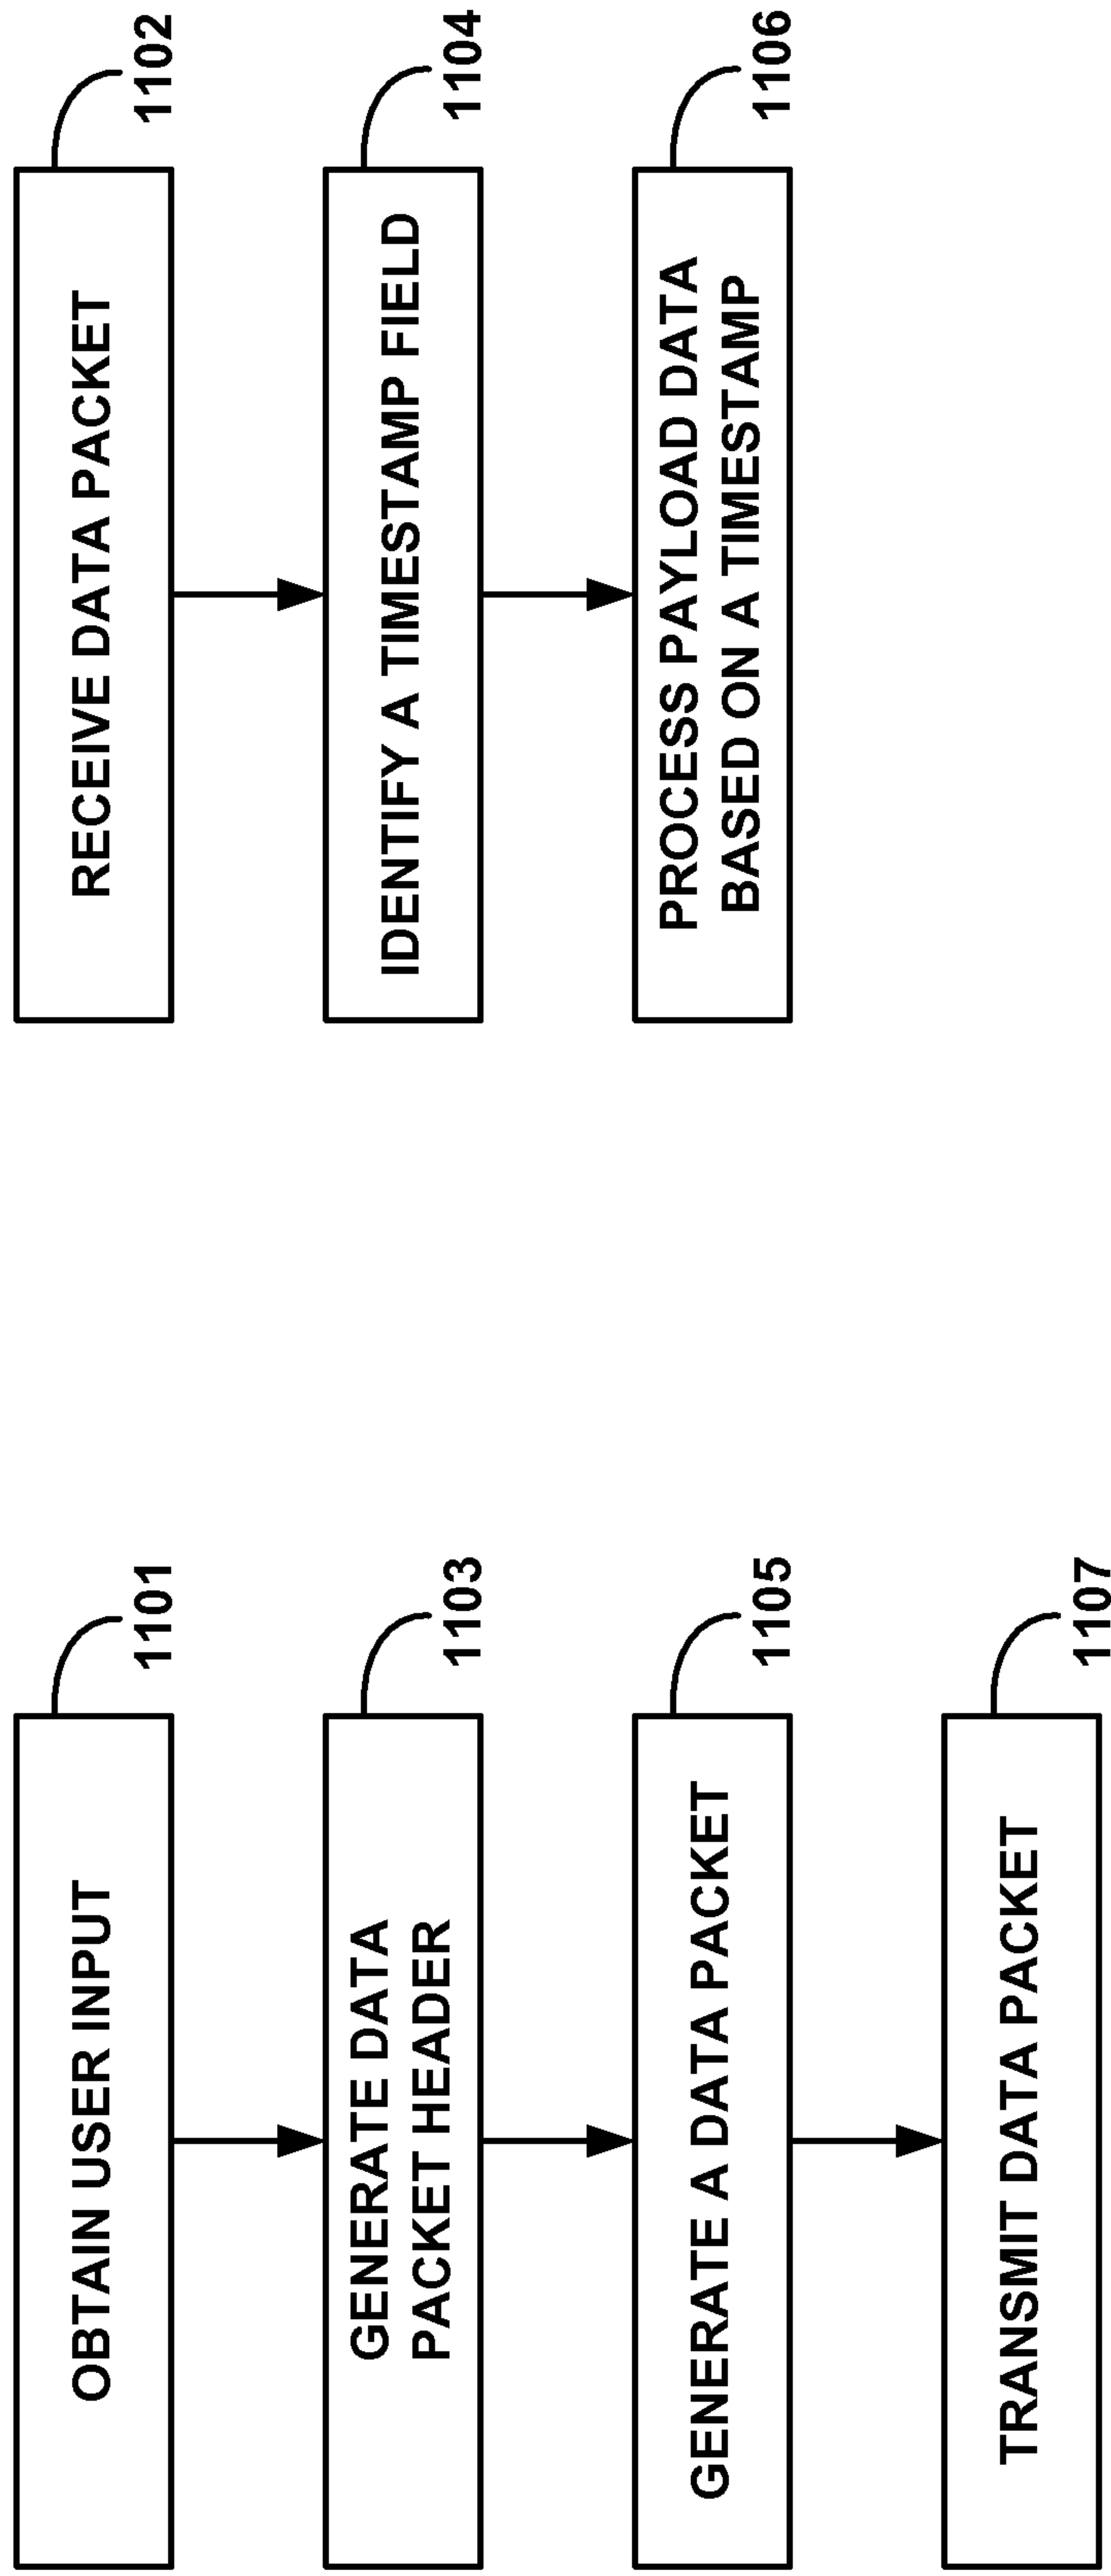 OBTAIN USER INPUT
1101
GENERATE DATA
PACKET HEADER
1103
GENERATE A DATA PACKET
1105
TRANSMIT DATA PACKET
1107
RECEIVE DATA PACKET
1102
IDENTIFY A TIMESTAMP FIELD
1104
PROCESS PAYLOAD DATA
BASED ON A TIMESTAMP
1106